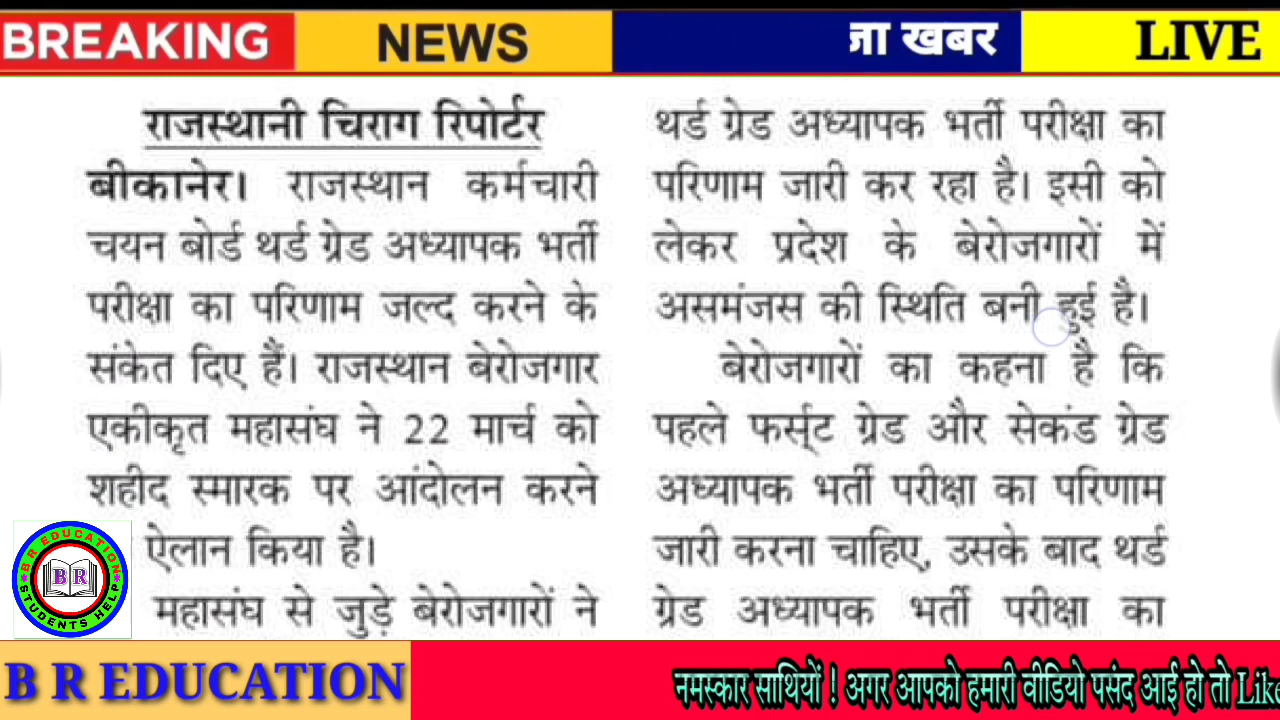 BREAKING NEWS जा खबर LIVE
राजस्थानी चिराग रिपोर्टर
बीकानेर। राजस्थान कर्मचारी
चयन बोर्ड थर्ड ग्रेड अध्यापक भर्ती
परीक्षा का परिणाम जल्द करने के
संकेत दिए हैं। राजस्थान बेरोजगार
एकीकृत महासंघ ने 22 मार्च को
शहीद स्मारक पर आंदोलन करने
ऐलान किया है।
महासंघ से जुड़े बेरोजगारों ने
थर्ड ग्रेड अध्यापक भर्ती परीक्षा का
परिणाम जारी कर रहा है। इसी को
लेकर प्रदेश के बेरोजगारों में
असमंजस की स्थिति बनी हुई है।
बेरोजगारों का कहना है कि
पहले फर्स्ट ग्रेड और सेकंड ग्रेड
अध्यापक भर्ती परीक्षा का परिणाम
जारी करना चाहिए, उसके बाद थर्ड
ग्रेड अध्यापक भर्ती परीक्षा का
B R EDUCATION
B R
STUDENTS HELP
B R EDUCATION
नमस्कार साथियों ! अगर आपको हमारी वीडियो पसंद आई हो तो Like